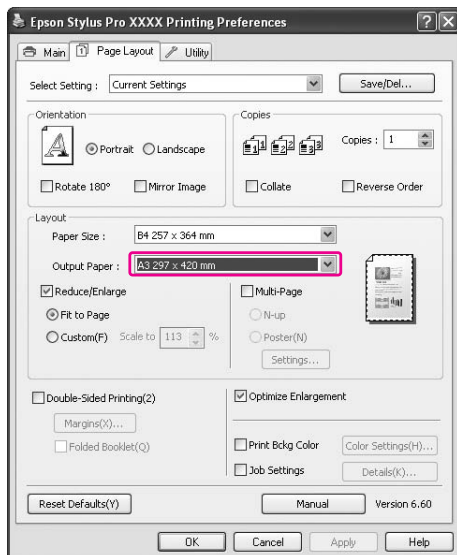 Epson Stylus Pro XXXX Printing Preferences
Main
Page Layout
Utility
Select Setting : Current Settings
Save/Del...
Orientation
Portrait
Landscape
Rotate 180°
Mirror Image
Copies
Copies : 1
Collate
Reverse Order
Layout
Paper Size : B4 257 x 364 mm
Output Paper : A3 297 x 420 mm
Reduce/Enlarge
Fit to Page
Custom(F) Scale to 113 %
Multi-Page
N-up
Poster(N)
Settings...
Double-Sided Printing(2)
Margins(X)...
Folded Booklet(Q)
Optimize Enlargement
Print Bckg Color
Color Settings(H)...
Job Settings
Details(K)...
Reset Defaults(Y)
Manual
Version 6.60
OK
Cancel
Apply
Help